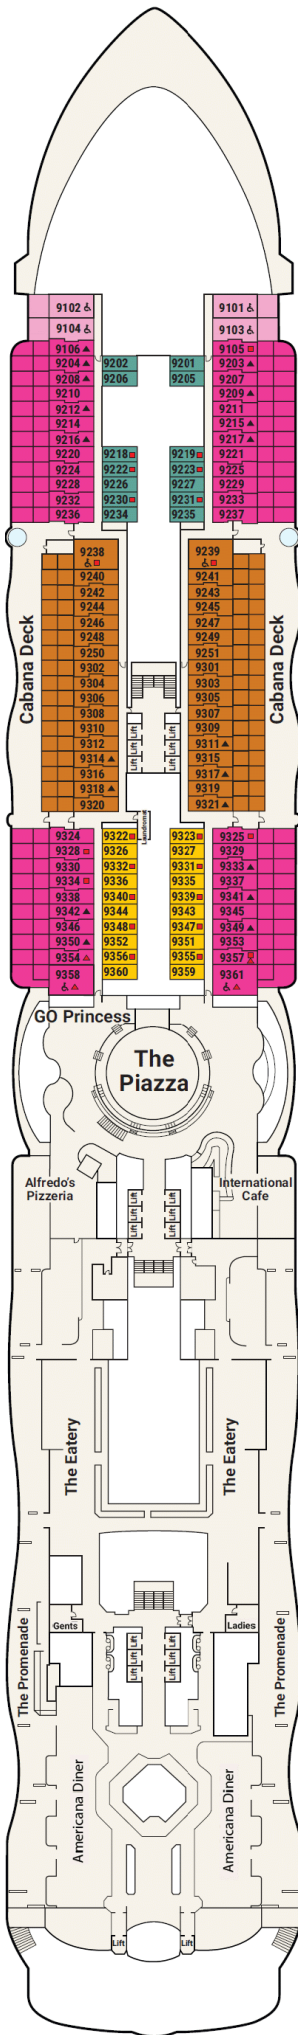 9102 9101
9104 9103
9106 9105
9204 9202 9201 9203
9208 9206 9205 9207
9210 9209
9212 9211
9214 9215
9216 9217
9220 9218 9219 9221
9224 9222 9223 9225
9228 9226 9227 9229
9232 9230 9231 9233
9236 9234 9235 9237
9238 9239
9240 9241
9242 9243
9244 9245
9246 9247
9248 9249
9250 9251
9302 9301
9304 9303
9306 9305
9308 9307
9310 9309
9312 9311
9314 9315
9316 9317
9318 9319
9320 9321
Cabana Deck
Cabana Deck
Lift Lift
Lift Lift
Lift Lift
Laundromat
9324 9322 9323 9325
9328 9326 9327 9329
9330 9332 9331 9333
9334 9336 9335 9337
9338 9340 9339 9341
9342 9344 9343 9345
9346 9348 9347 9349
9350 9352 9351 9353
9354 9356 9355 9357
9358 9360 9359 9361
GO Princess
The
Piazza
Alfredo's
Pizzeria
International
Cafe
Lift Lift
Lift Lift
Lift Lift
The Eatery
The Eatery
Gents
Ladies
Lift Lift
Lift Lift
Lift Lift
The Promenade
The Promenade
Americana Diner
Americana Diner
Lift Lift